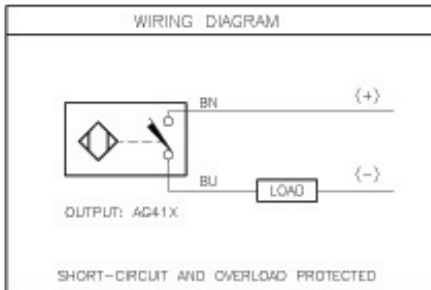 WIRING DIAGRAM
BN
(+)
BU
LOAD
(-)
OUTPUT: AG41X
SHORT-CIRCUIT AND OVERLOAD PROTECTED